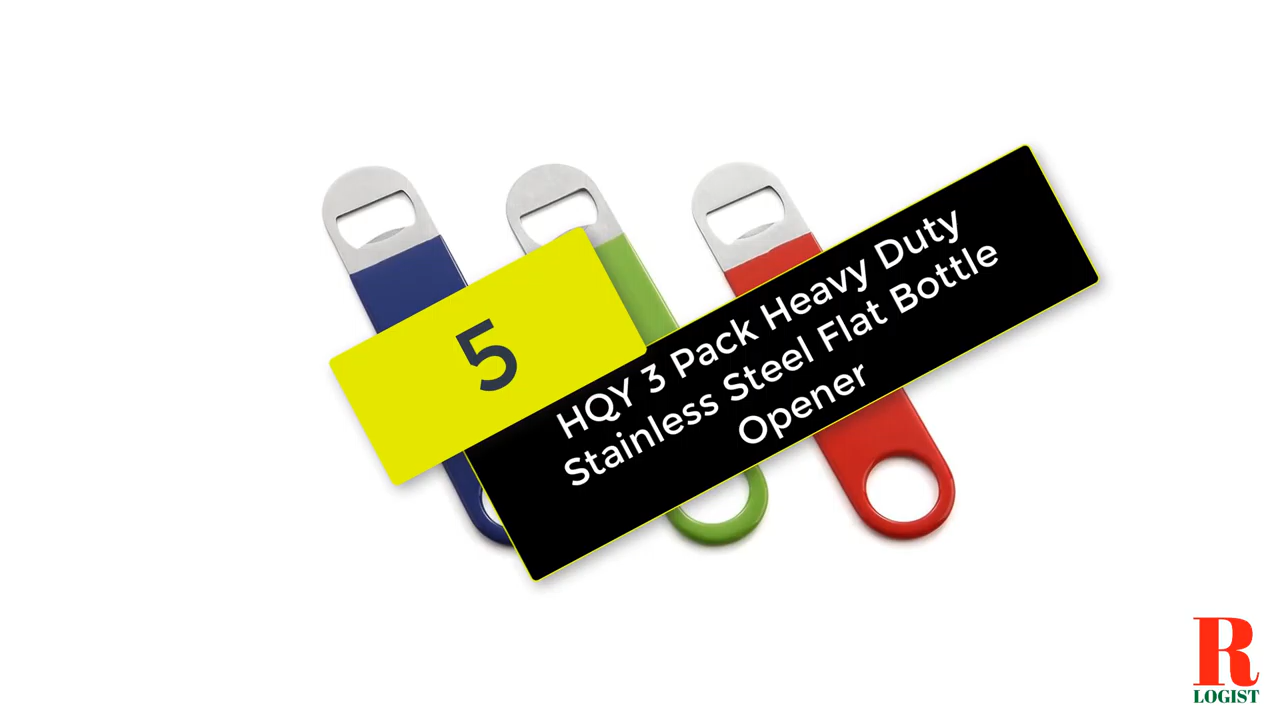 5
HQY 3 Pack Heavy Duty
Stainless Steel Flat Bottle
Opener
R
LOGIST